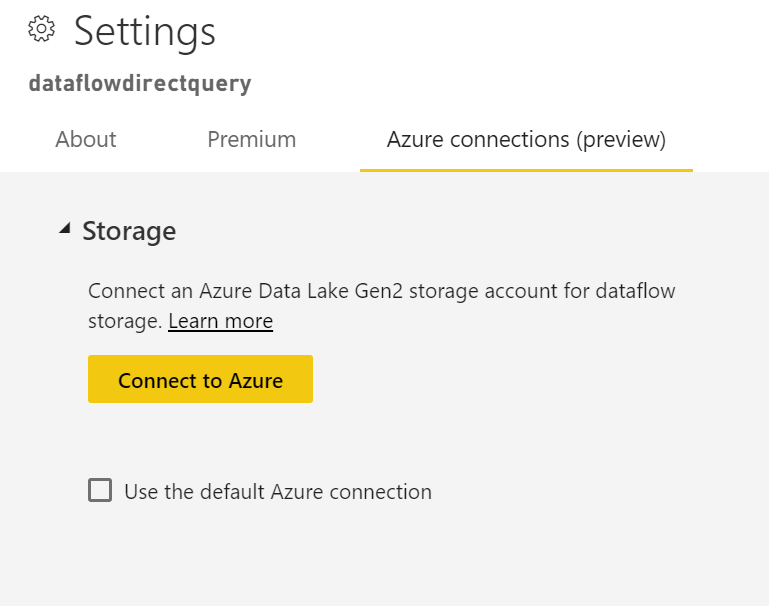 Settings
dataflowdirectquery
About
Premium
Azure connections (preview)
Storage
Connect an Azure Data Lake Gen2 storage account for dataflow
storage. Learn more
Connect to Azure
Use the default Azure connection